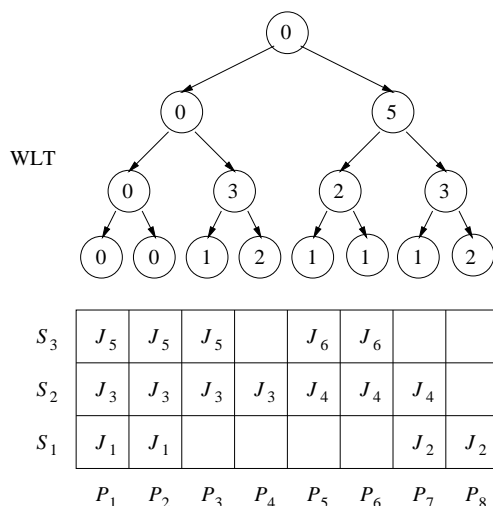 0
0 5
WLT
0 3 2 3
0 0 1 2 1 1 1 2
S3 J5 J5 J5 J6 J6
S2 J3 J3 J3 J3 J4 J4 J4
S1 J1 J1 J2 J2
P1 P2 P3 P4 P5 P6 P7 P8